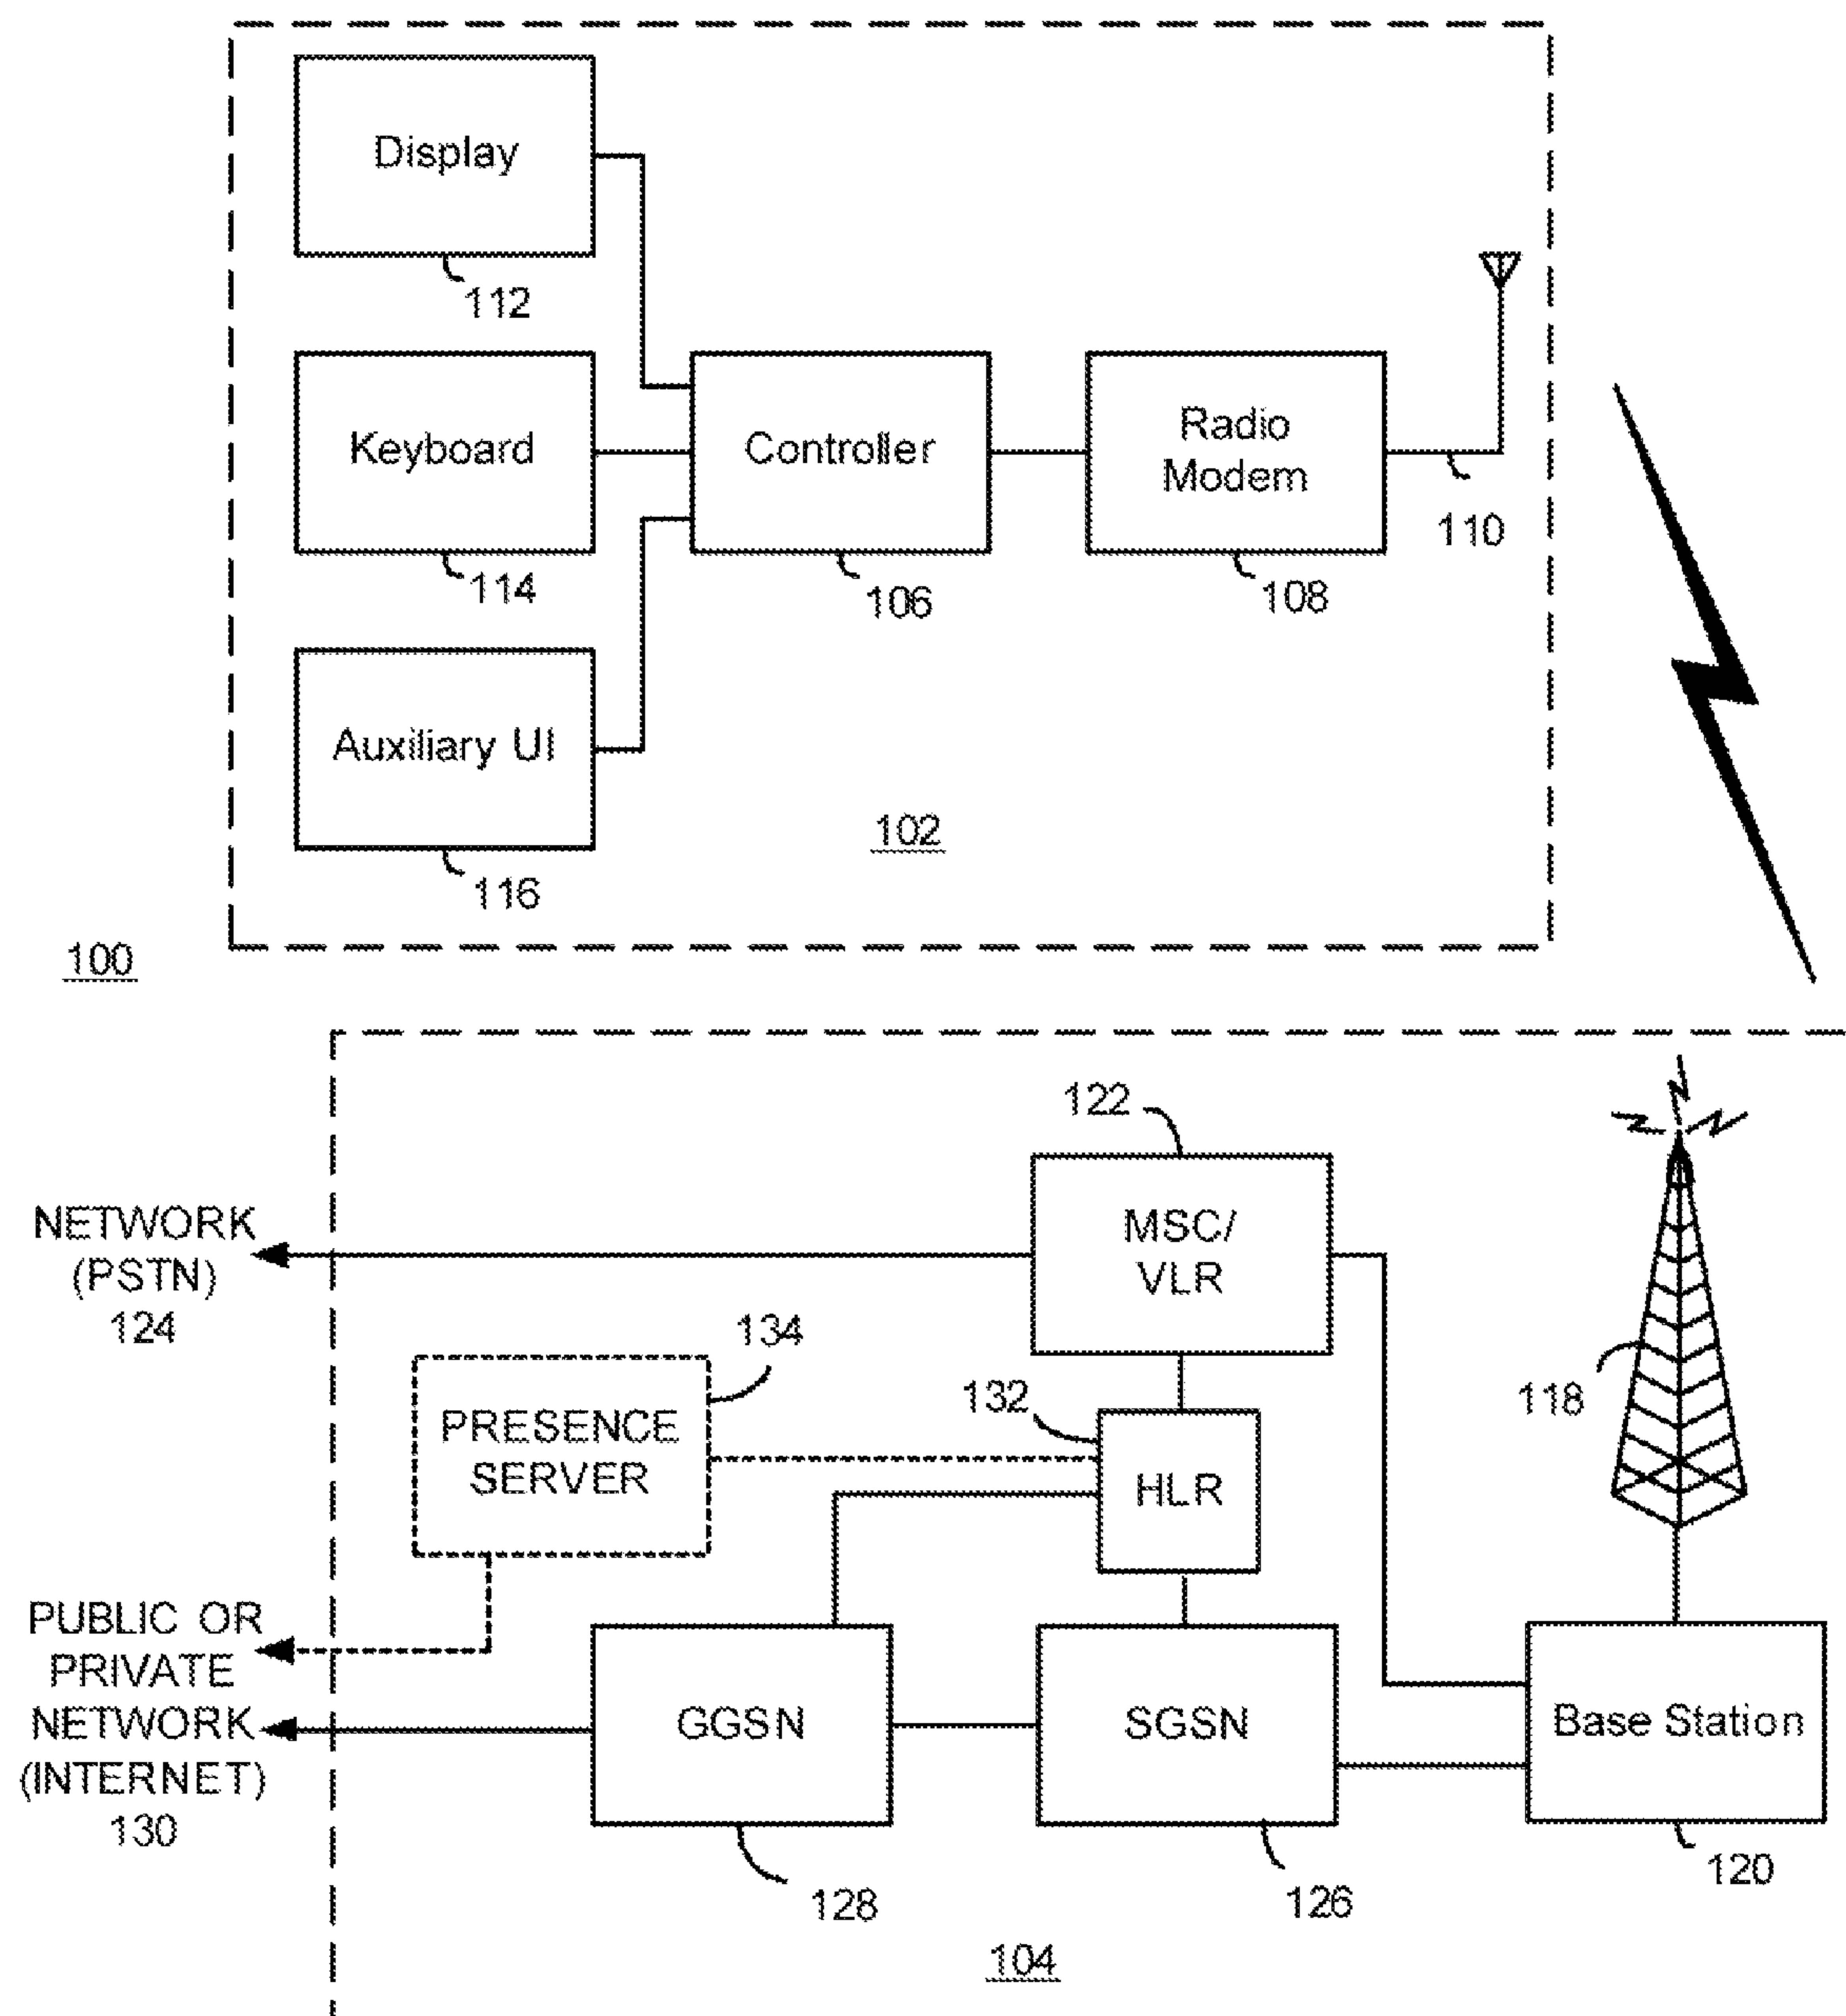 Display
112
Keyboard
114
Controller
106
Radio
Modem
108
110
Auxiliary UI
116
102
100
122
MSC/
VLR
NETWORK
(PSTN)
124
134
PRESENCE
SERVER
132
HLR
118
PUBLIC OR
PRIVATE
NETWORK
(INTERNET)
130
GGSN
128
SGSN
126
Base Station
120
104